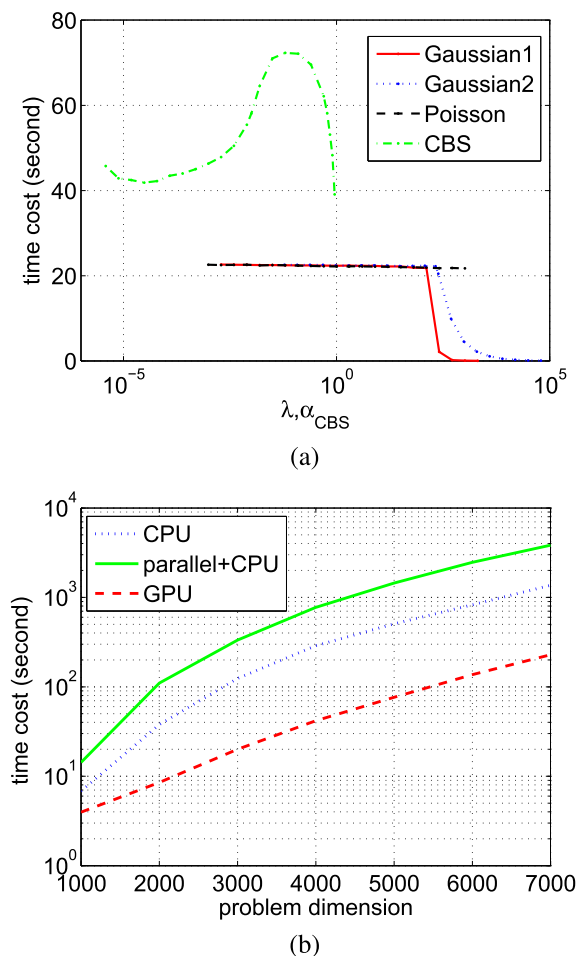 80
60
40
20
0
time cost (second)
Gaussian1
Gaussian2
Poisson
CBS
10^-5
10^0
10^5
λ,α_CBS
(a)
10^4
10^3
10^2
10^1
10^0
time cost (second)
CPU
parallel+CPU
GPU
1000 2000 3000 4000 5000 6000 7000
problem dimension
(b)